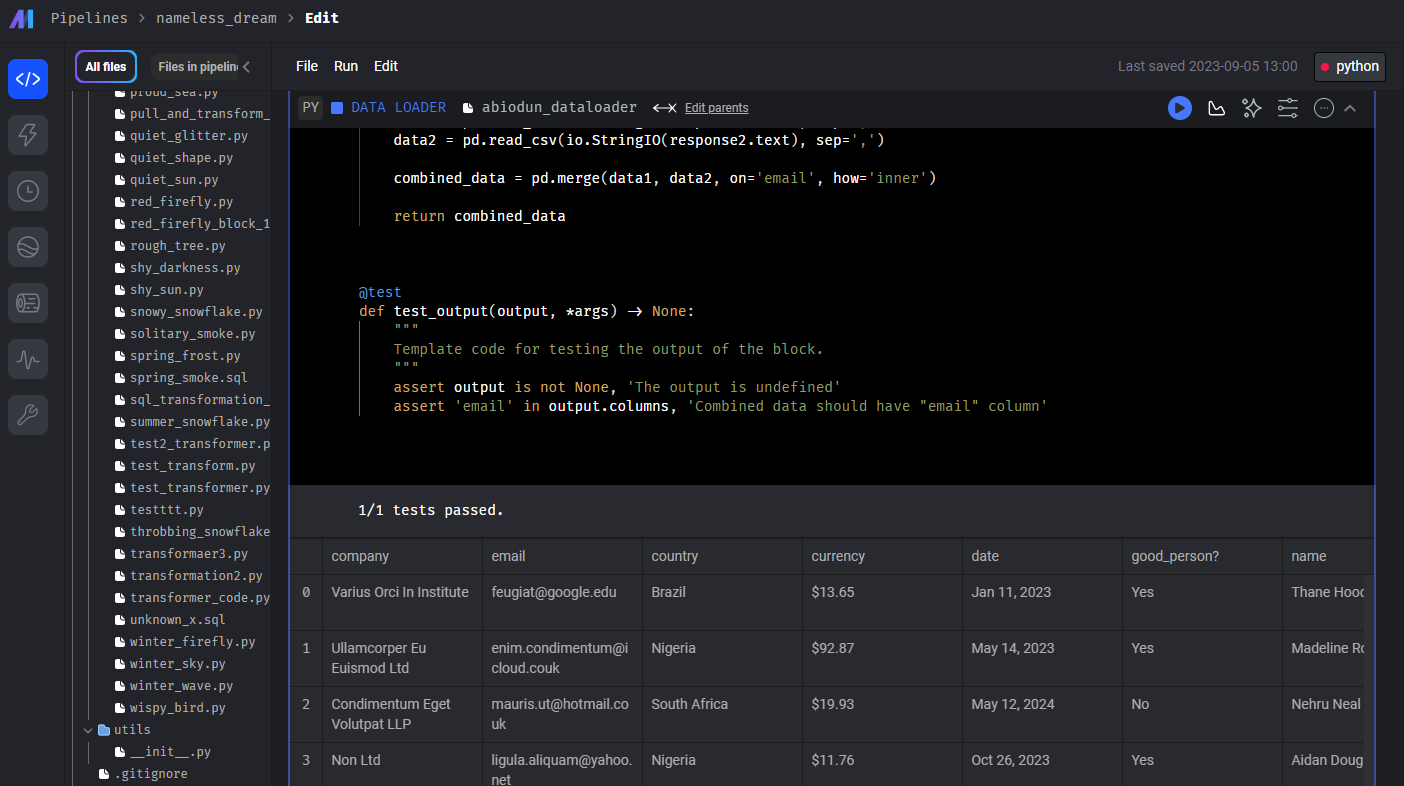 Pipelines > nameless_dream > Edit
All files
Files in pipelin
File Run Edit
Last saved 2023-09-05 13:00
python
proud_sea.py
pull_and_transform_
quiet_glitter.py
quiet_shape.py
quiet_sun.py
red_firefly.py
red_firefly_block_1
rough_tree.py
shy_darkness.py
shy_sun.py
snowy_snowflake.py
solitary_smoke.py
spring_frost.py
spring_smoke.sql
sql_transformation_
summer_snowflake.py
test2_transformer.p
test_transform.py
test_transformer.py
testttt.py
throbbing_snowflake
transformaer3.py
transformation2.py
transformer_code.py
unknown_x.sql
winter_firefly.py
winter_sky.py
winter_wave.py
wispy_bird.py
utils
__init__.py
.gitignore
PY DATA LOADER abiodun_dataloader Edit parents
data2 = pd.read_csv(io.StringIO(response2.text), sep=',')
combined_data = pd.merge(data1, data2, on='email', how='inner')
return combined_data
@test
def test_output(output, *args) -> None:
"""
Template code for testing the output of the block.
"""
assert output is not None, 'The output is undefined'
assert 'email' in output.columns, 'Combined data should have "email" column'
1/1 tests passed.
company email country currency date good_person? name
0 Varius Orci In Institute feugiat@google.edu Brazil $13.65 Jan 11, 2023 Yes Thane Hood
1 Ullamcorper Eu enim.condimentum@i Nigeria $92.87 May 14, 2023 Yes Madeline Ro
Euismod Ltd cloud.couk
2 Condimentum Eget mauris.ut@hotmail.co South Africa $19.93 May 12, 2024 No Nehru Neal
Volutpat LLP uk
3 Non Ltd ligula.aliquam@yahoo. Nigeria $11.76 Oct 26, 2023 Yes Aidan Doug
net